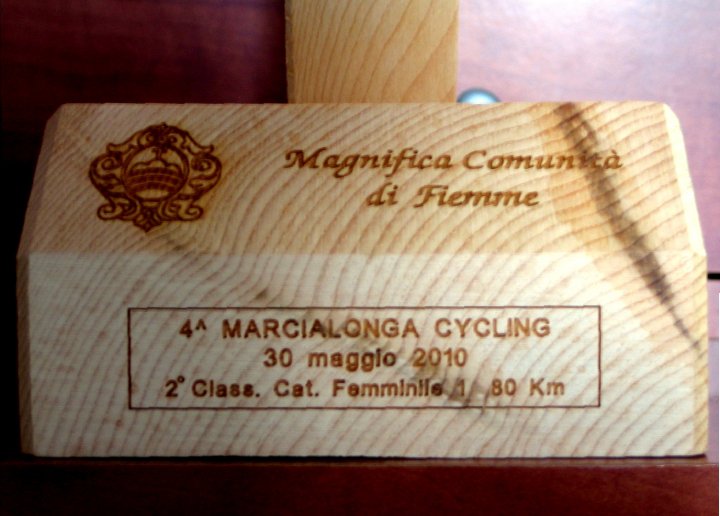 Magnifica Comunità
di Fiemme
4^ MARCIALONGA CYCLING
30 maggio 2010
2° Class. Cat. Femminile 1 80 Km